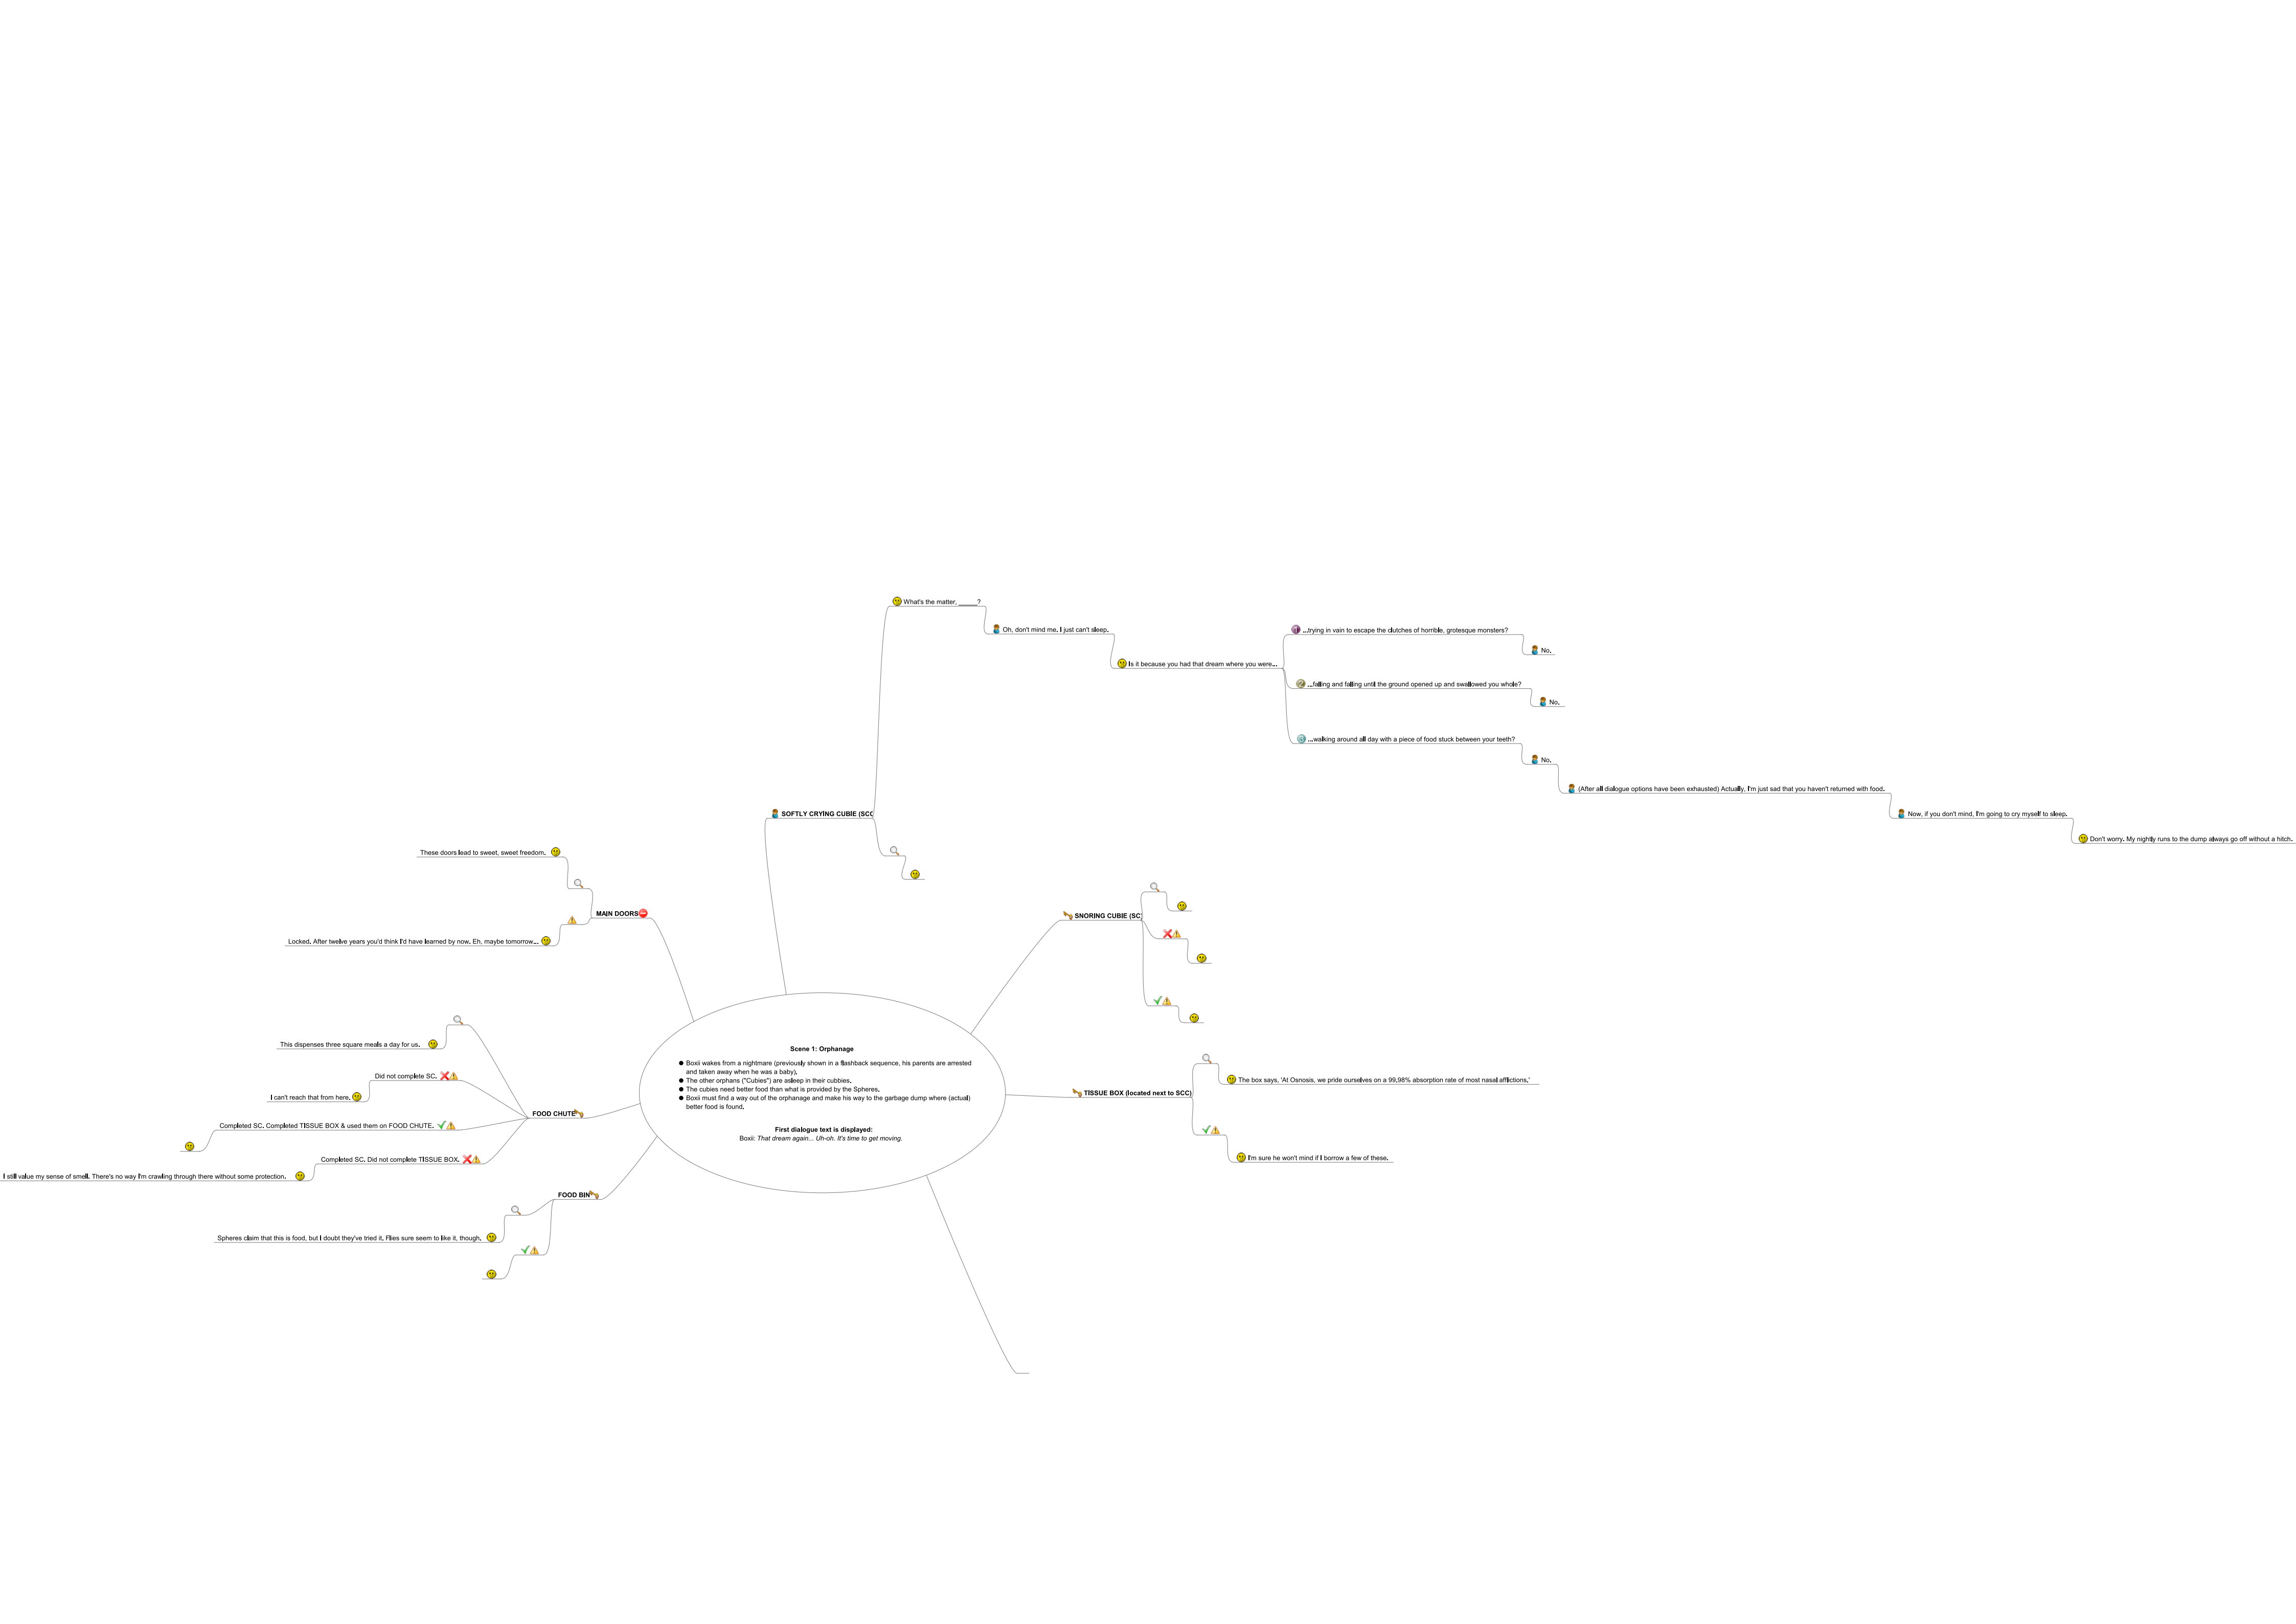 What's the matter, ______?
Oh, don't mind me. I just can't sleep.
Is it because you had that dream where you were...
...trying in vain to escape the clutches of horrible, grotesque monsters?
No.
...falling and falling until the ground opened up and swallowed you whole?
No.
...walking around all day with a piece of food stuck between your teeth?
No.
(After all dialogue options have been exhausted) Actually, I'm just sad that you haven't returned with food.
Now, if you don't mind, I'm going to cry myself to sleep.
Don't worry. My nightly runs to the dump always go off without a hitch.
SOFTLY CRYING CUBIE (SCC
These doors lead to sweet, sweet freedom.
MAIN DOORS
Locked. After twelve years you'd think I'd have learned by now. Eh, maybe tomorrow...
SNORING CUBIE (SC)
Scene 1: Orphanage
● Boxii wakes from a nightmare (previously shown in a flashback sequence, his parents are arrested
and taken away when he was a baby).
● The other orphans ("Cubies") are asleep in their cubbies.
● The cubies need better food than what is provided by the Spheres.
● Boxii must find a way out of the orphanage and make his way to the garbage dump where (actual)
better food is found.
First dialogue text is displayed:
Boxii: That dream again... Uh-oh. It's time to get moving.
This dispenses three square meals a day for us.
Did not complete SC.
I can't reach that from here.
FOOD CHUTE
Completed SC. Completed TISSUE BOX & used them on FOOD CHUTE.
Completed SC. Did not complete TISSUE BOX.
I still value my sense of smell. There's no way I'm crawling through there without some protection.
FOOD BIN
Spheres claim that this is food, but I doubt they've tried it. Flies sure seem to like it, though.
The box says, 'At Osnosis, we pride ourselves on a 99.98% absorption rate of most nasal afflictions.'
TISSUE BOX (located next to SCC)
I'm sure he won't mind if I borrow a few of these.